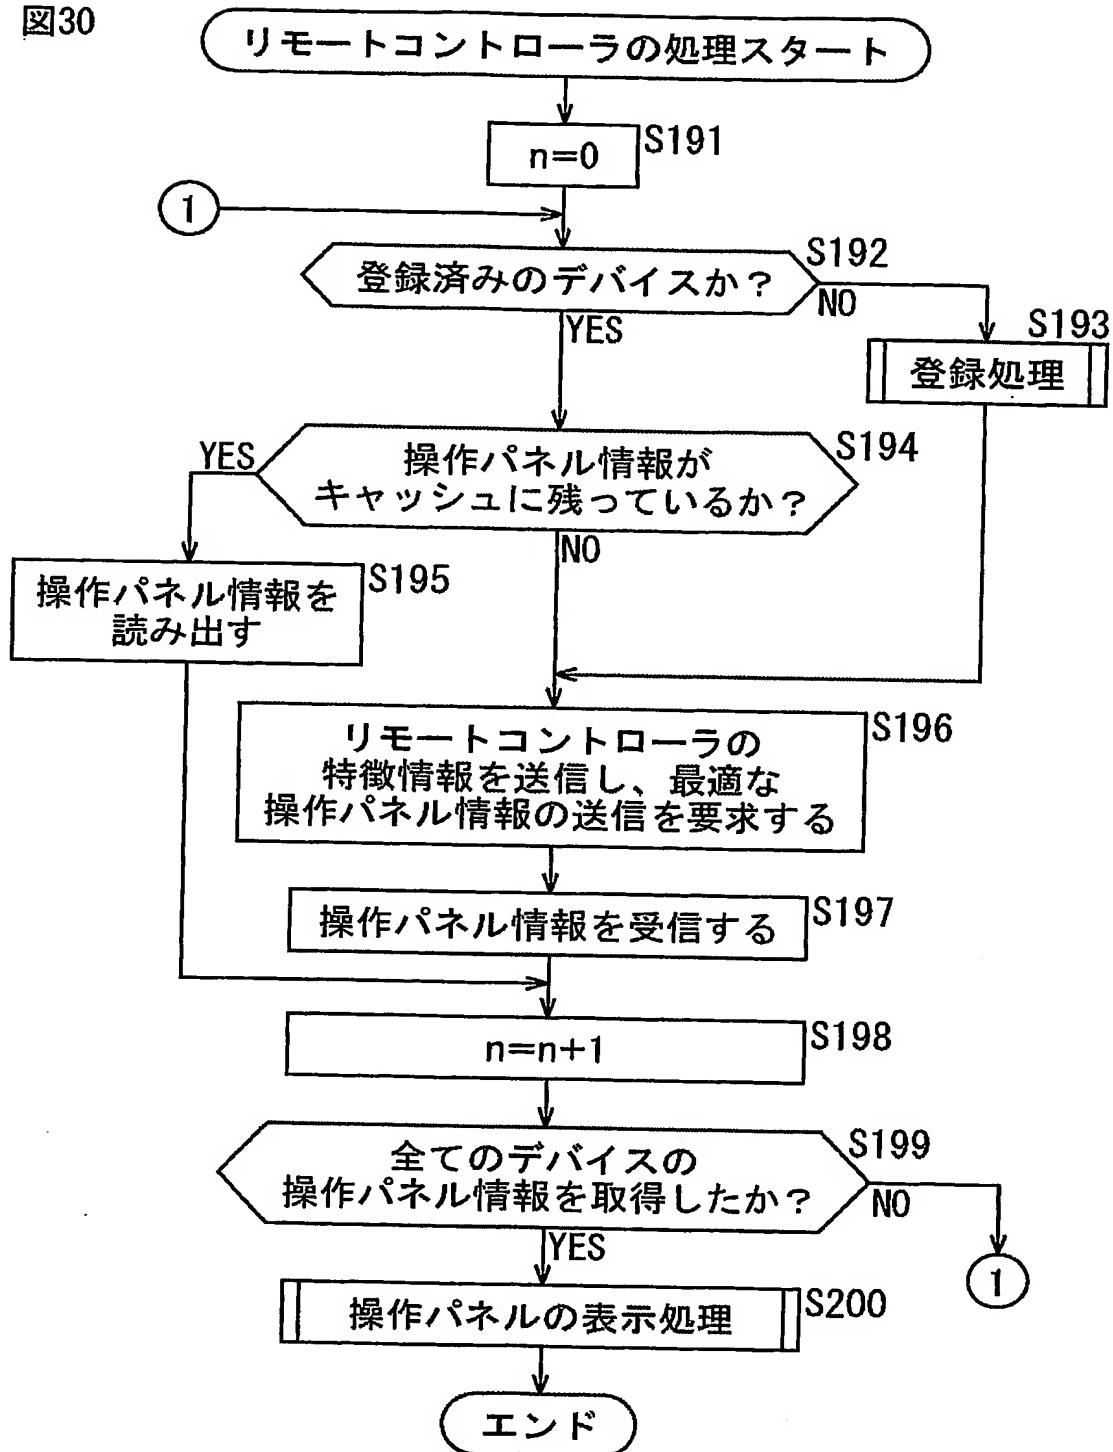 図30
リモートコントローラの処理スタート
S191
n=0
1
S192
登録済みのデバイスか？
NO
YES
S193
登録処理
S194
YES
操作パネル情報が
キャッシュに残っているか？
NO
S195
操作パネル情報を
読み出す
S196
リモートコントローラの
特徴情報を送信し、最適な
操作パネル情報の送信を要求する
S197
操作パネル情報を受信する
S198
n=n+1
S199
全てのデバイスの
操作パネル情報を取得したか？
NO
YES
1
S200
操作パネルの表示処理
エンド